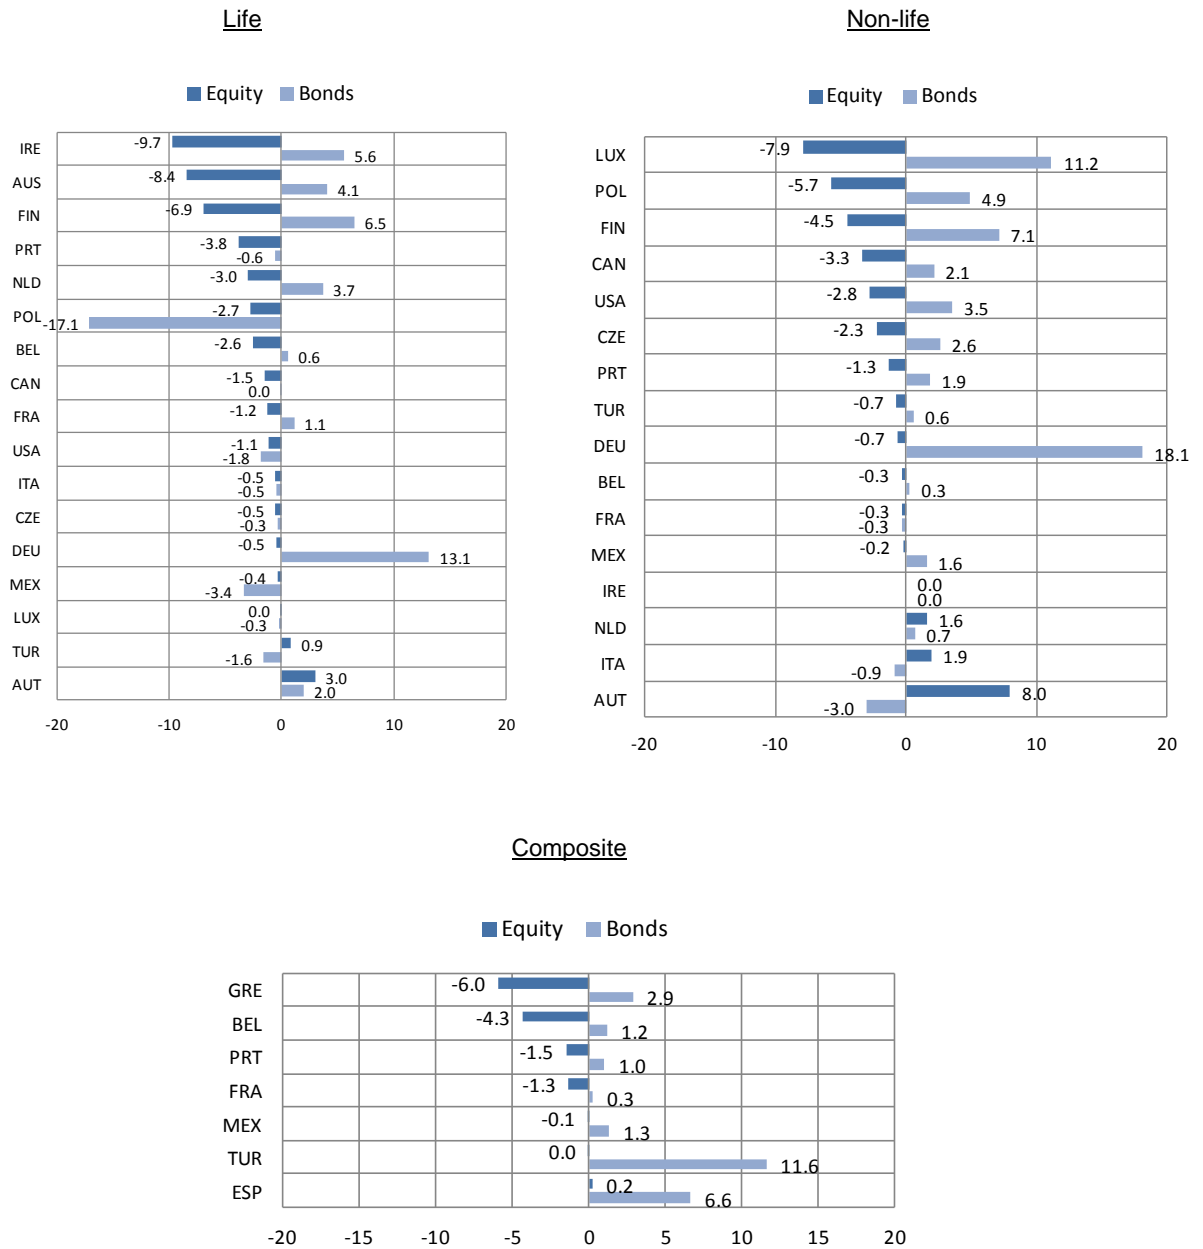 Life
Equity Bonds
IRE -9.7 5.6
AUS -8.4 4.1
FIN -6.9 6.5
PRT -3.8 -0.6
NLD -3.0 3.7
POL -2.7 -17.1
BEL -2.6 0.6
CAN -1.5 0.0
FRA -1.2 1.1
USA -1.1 -1.8
ITA -0.5 -0.5
CZE -0.5 -0.3
DEU -0.5 13.1
MEX -0.4 -3.4
LUX 0.0 -0.3
TUR 0.9 -1.6
AUT 3.0 2.0
-20 -10 0 10 20
Non-life
Equity Bonds
LUX -7.9 11.2
POL -5.7 4.9
FIN -4.5 7.1
CAN -3.3 2.1
USA -2.8 3.5
CZE -2.3 2.6
PRT -1.3 1.9
TUR -0.7 0.6
DEU -0.7 18.1
BEL -0.3 0.3
FRA -0.3 -0.3
MEX -0.2 1.6
IRE 0.0 0.0
NLD 1.6 0.7
ITA 1.9 -0.9
AUT 8.0 -3.0
-20 -10 0 10 20
Composite
Equity Bonds
GRE -6.0 2.9
BEL -4.3 1.2
PRT -1.5 1.0
FRA -1.3 0.3
MEX -0.1 1.3
TUR 0.0 11.6
ESP 0.2 6.6
-20 -15 -10 -5 0 5 10 15 20